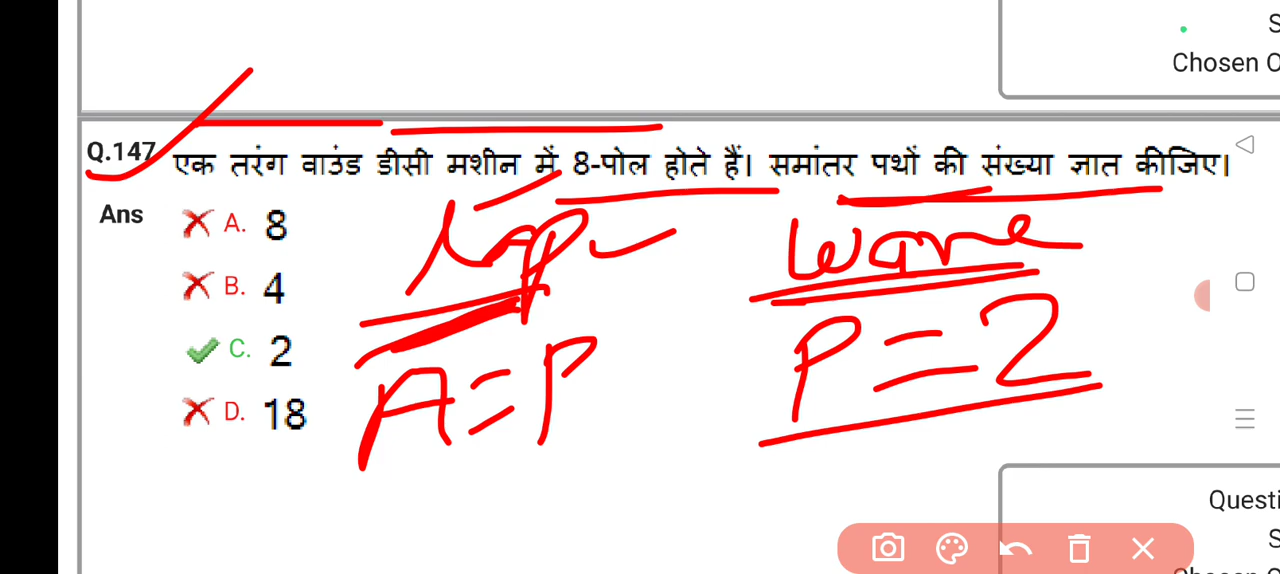 S
Chosen O
Q.147 एक तरंग वाउंड डीसी मशीन में 8-पोल होते हैं। समांतर पथों की संख्या ज्ञात कीजिए।
Ans A. 8
B. 4
C. 2
D. 18
Lap
wave
A=P
P=2
Questi
S